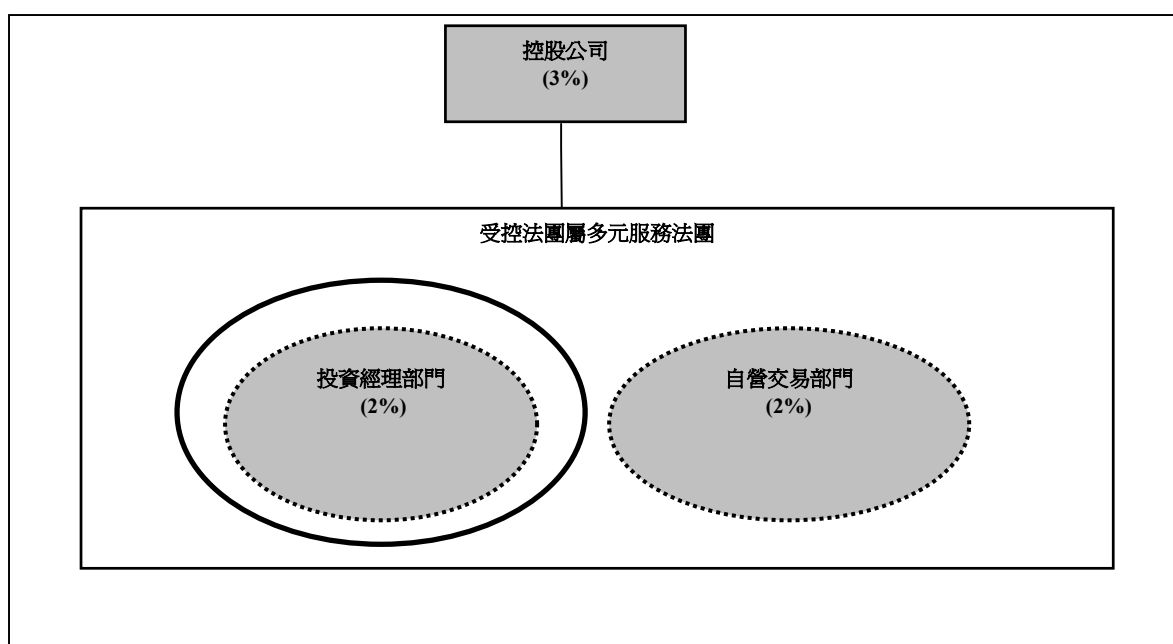 控股公司
(3%)
受控法團屬多元服務法團
投資經理部門
(2%)
自營交易部門
(2%)